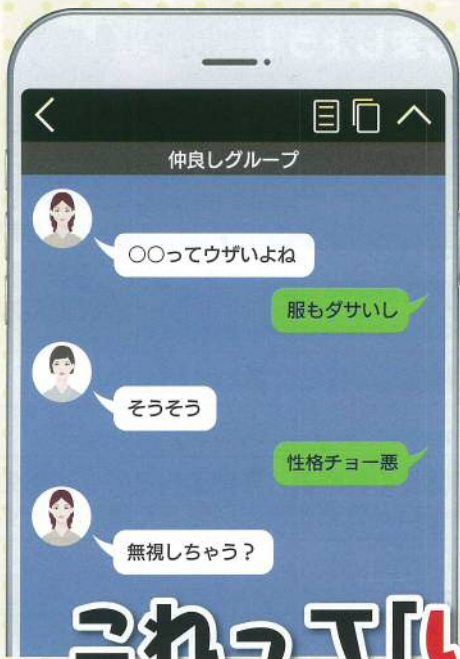 仲良しグループ
〇〇ってウザいよね
服もダサいし
そうそう
性格チョー悪
無視しちゃう？
これって「